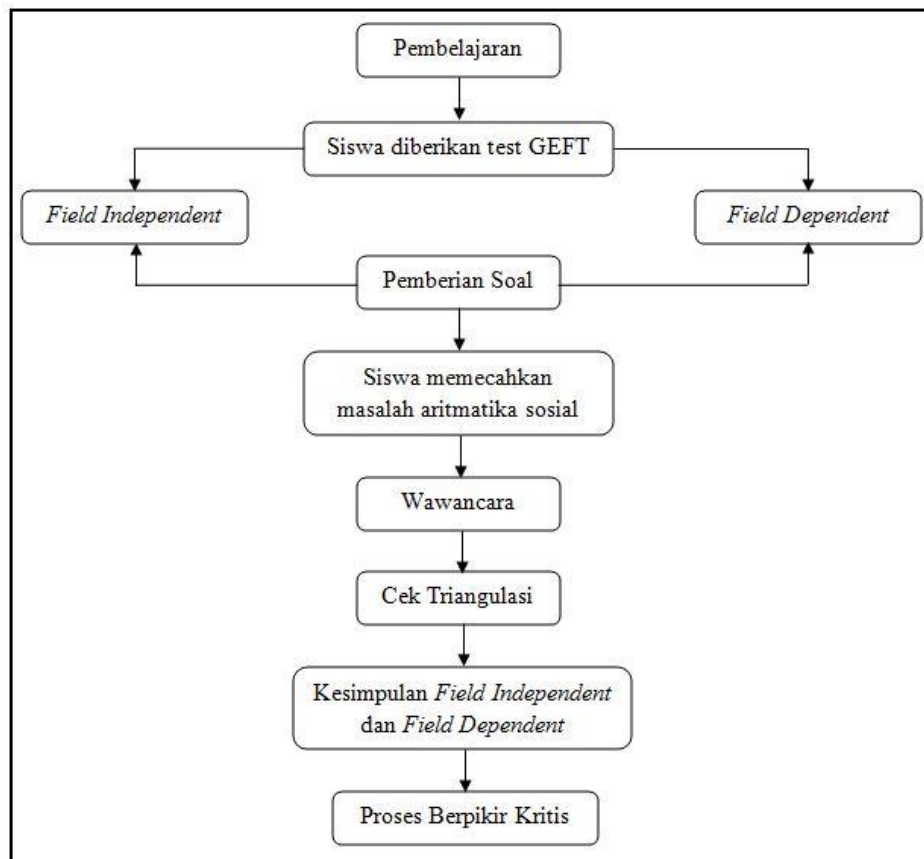 Pembelajaran
Siswa diberikan test GEFT
Field Independent
Field Dependent
Pemberian Soal
Siswa memecahkan
masalah aritmatika sosial
Wawancara
Cek Triangulasi
Kesimpulan Field Independent
dan Field Dependent
Proses Berpikir Kritis